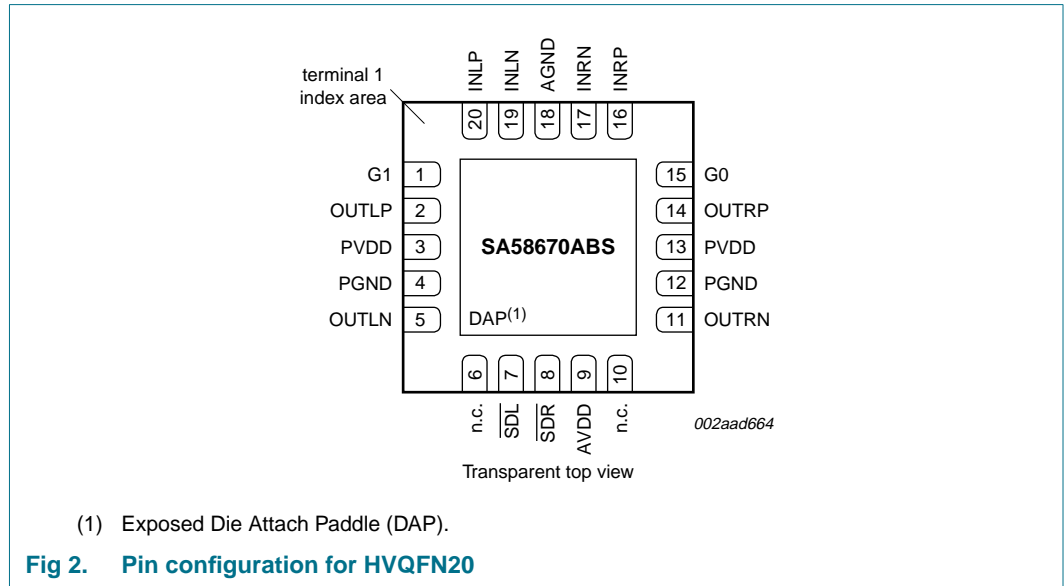 terminal 1
index area
INLP
INLN
AGND
INRN
INRP
20
19
18
17
16
G1 1
15 G0
OUTLP 2
14 OUTRP
PVDD 3
SA58670ABS
13 PVDD
PGND 4
12 PGND
OUTLN 5
DAP(1)
11 OUTRN
6
7
8
9
10
n.c.
SDL
SDR
AVDD
n.c.
002aad664
Transparent top view
(1) Exposed Die Attach Paddle (DAP).
Fig 2. Pin configuration for HVQFN20